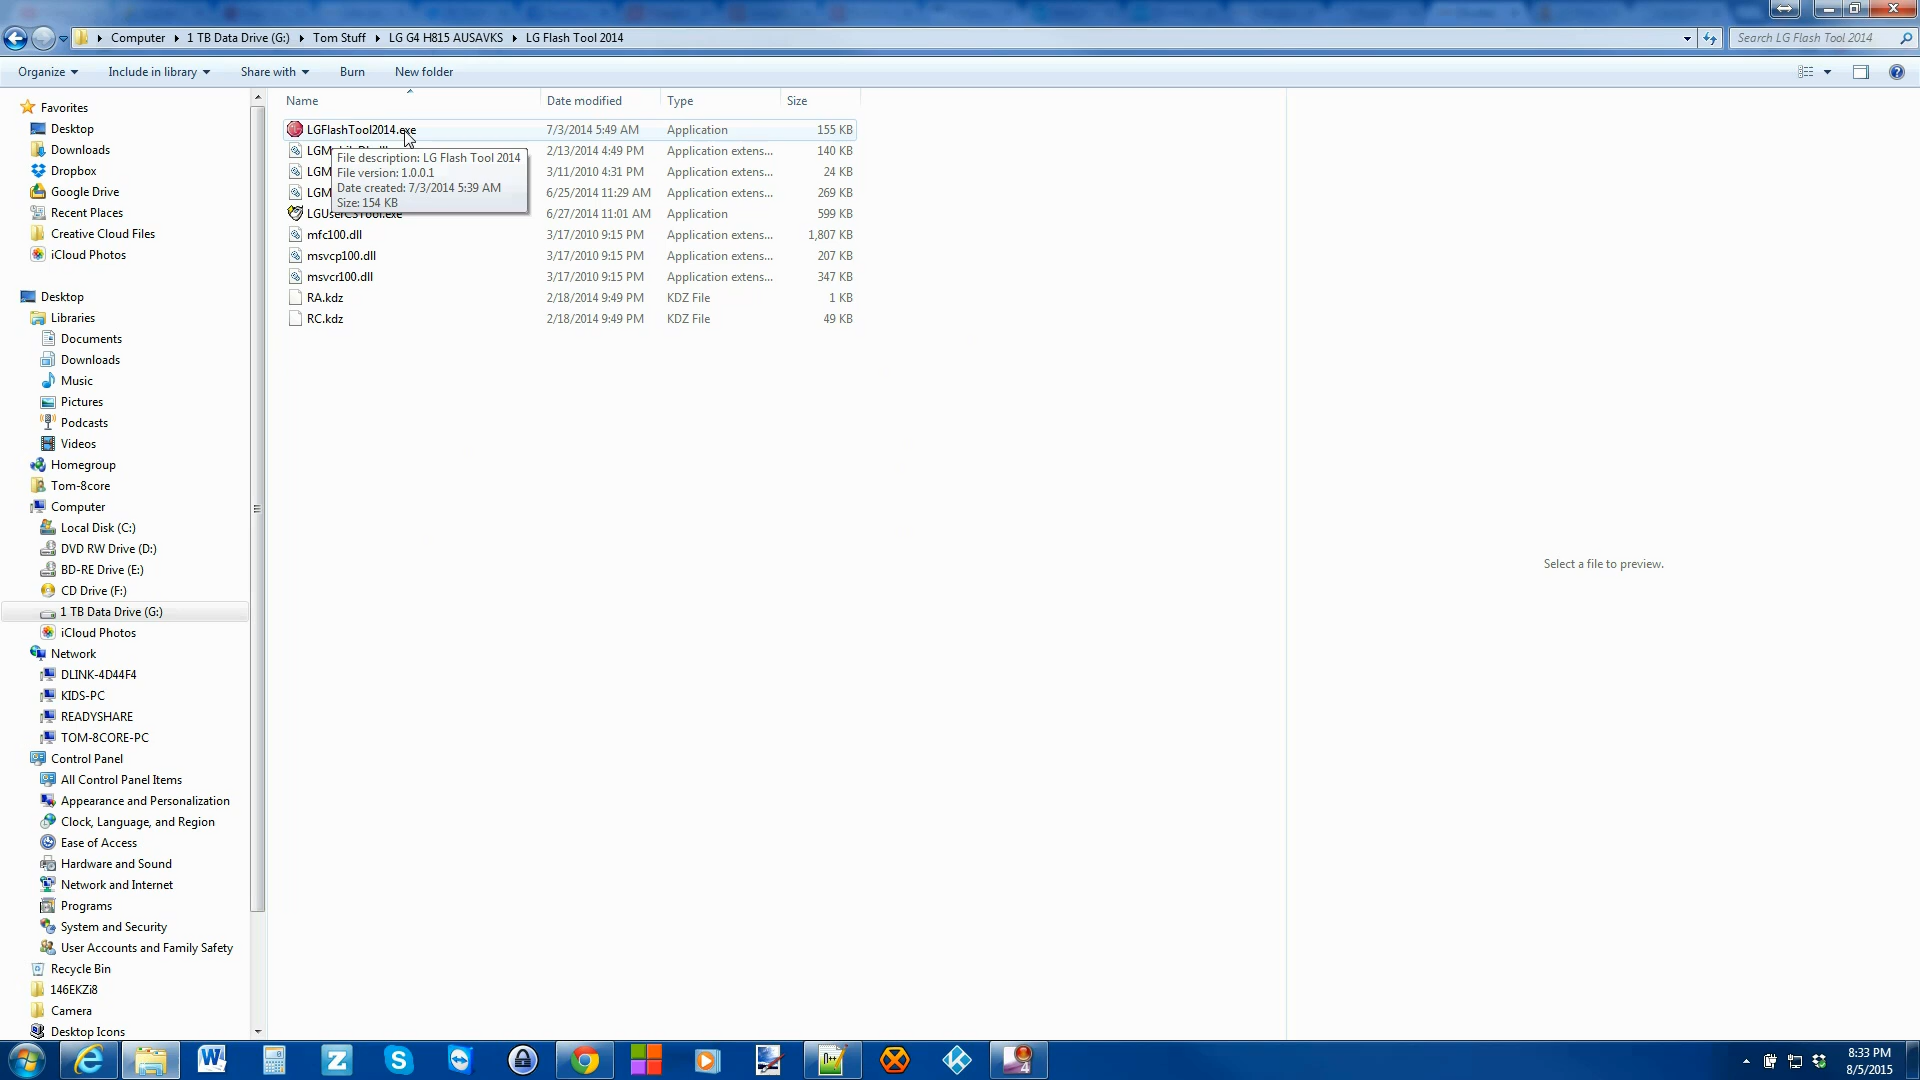 Computer
1 TB Data Drive (G:)
Tom Stuff
LG G4 H815 AUSAVKS
LG Flash Tool 2014
Search LG Flash Tool 2014
Organize
Include in library
Share with
Burn
New folder
Name
Date modified
Type
Size
LGFlashTool2014.exe 7/3/2014 5:49 AM Application 155 KB
2/13/2014 4:49 PM Application extens... 140 KB
3/11/2010 4:31 PM Application extens... 24 KB
6/25/2014 11:29 AM Application extens... 269 KB
LGUserCSTool.exe 6/27/2014 11:01 AM Application 599 KB
mfc100.dll 3/17/2010 9:15 PM Application extens... 1,807 KB
msvcp100.dll 3/17/2010 9:15 PM Application extens... 207 KB
msvcr100.dll 3/17/2010 9:15 PM Application extens... 347 KB
RA.kdz 2/18/2014 9:49 PM KDZ File 1 KB
RC.kdz 2/18/2014 9:49 PM KDZ File 49 KB
File description: LG Flash Tool 2014
File version: 1.0.0.1
Date created: 7/3/2014 5:39 AM
Size: 154 KB
Favorites
Desktop
Downloads
Dropbox
Google Drive
Recent Places
Creative Cloud Files
iCloud Photos
Desktop
Libraries
Documents
Downloads
Music
Pictures
Podcasts
Videos
Homegroup
Tom-8core
Computer
Local Disk (C:)
DVD RW Drive (D:)
BD-RE Drive (E:)
CD Drive (F:)
1 TB Data Drive (G:)
iCloud Photos
Network
DLINK-4D44F4
KIDS-PC
READYSHARE
TOM-8CORE-PC
Control Panel
All Control Panel Items
Appearance and Personalization
Clock, Language, and Region
Ease of Access
Hardware and Sound
Network and Internet
Programs
System and Security
User Accounts and Family Safety
Recycle Bin
146EKZi8
Camera
Desktop Icons
Select a file to preview.
8:33 PM
8/5/2015